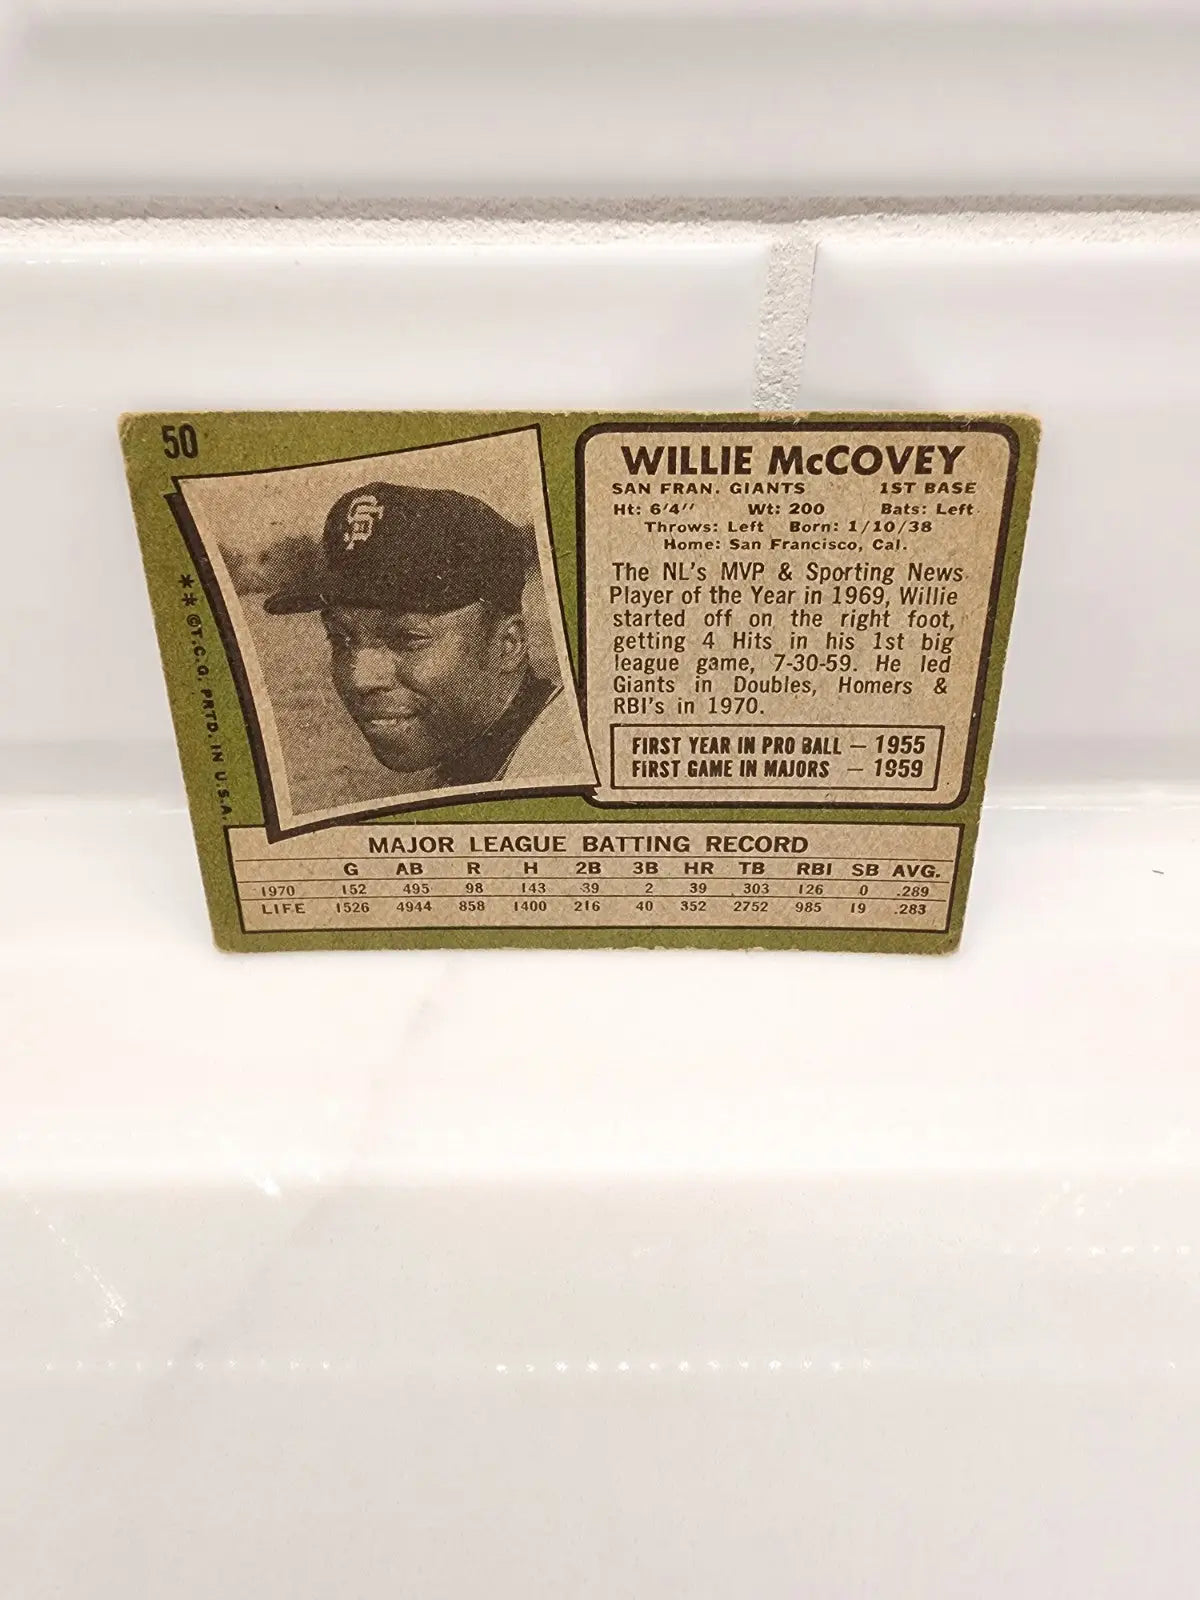 50
WILLIE McCOVEY
SAN FRAN. GIANTS 1ST BASE
Ht: 6'4" Wt: 200 Bats: Left
Throws: Left Born: 1/10/38
Home: San Francisco, Cal.
The NL's MVP & Sporting News
Player of the Year in 1969, Willie
started off on the right foot,
getting 4 Hits in his 1st big
league game, 7-30-59. He led
Giants in Doubles, Homers &
RBI's in 1970.
FIRST YEAR IN PRO BALL — 1955
FIRST GAME IN MAJORS — 1959
**©T.C.G. PRTD. IN U.S.A.
SF
MAJOR LEAGUE BATTING RECORD
G AB R H 2B 3B HR TB RBI SB AVG.
1970 152 495 98 143 39 2 39 303 126 0 .289
LIFE 1526 4944 858 1400 216 40 352 2752 985 19 .283